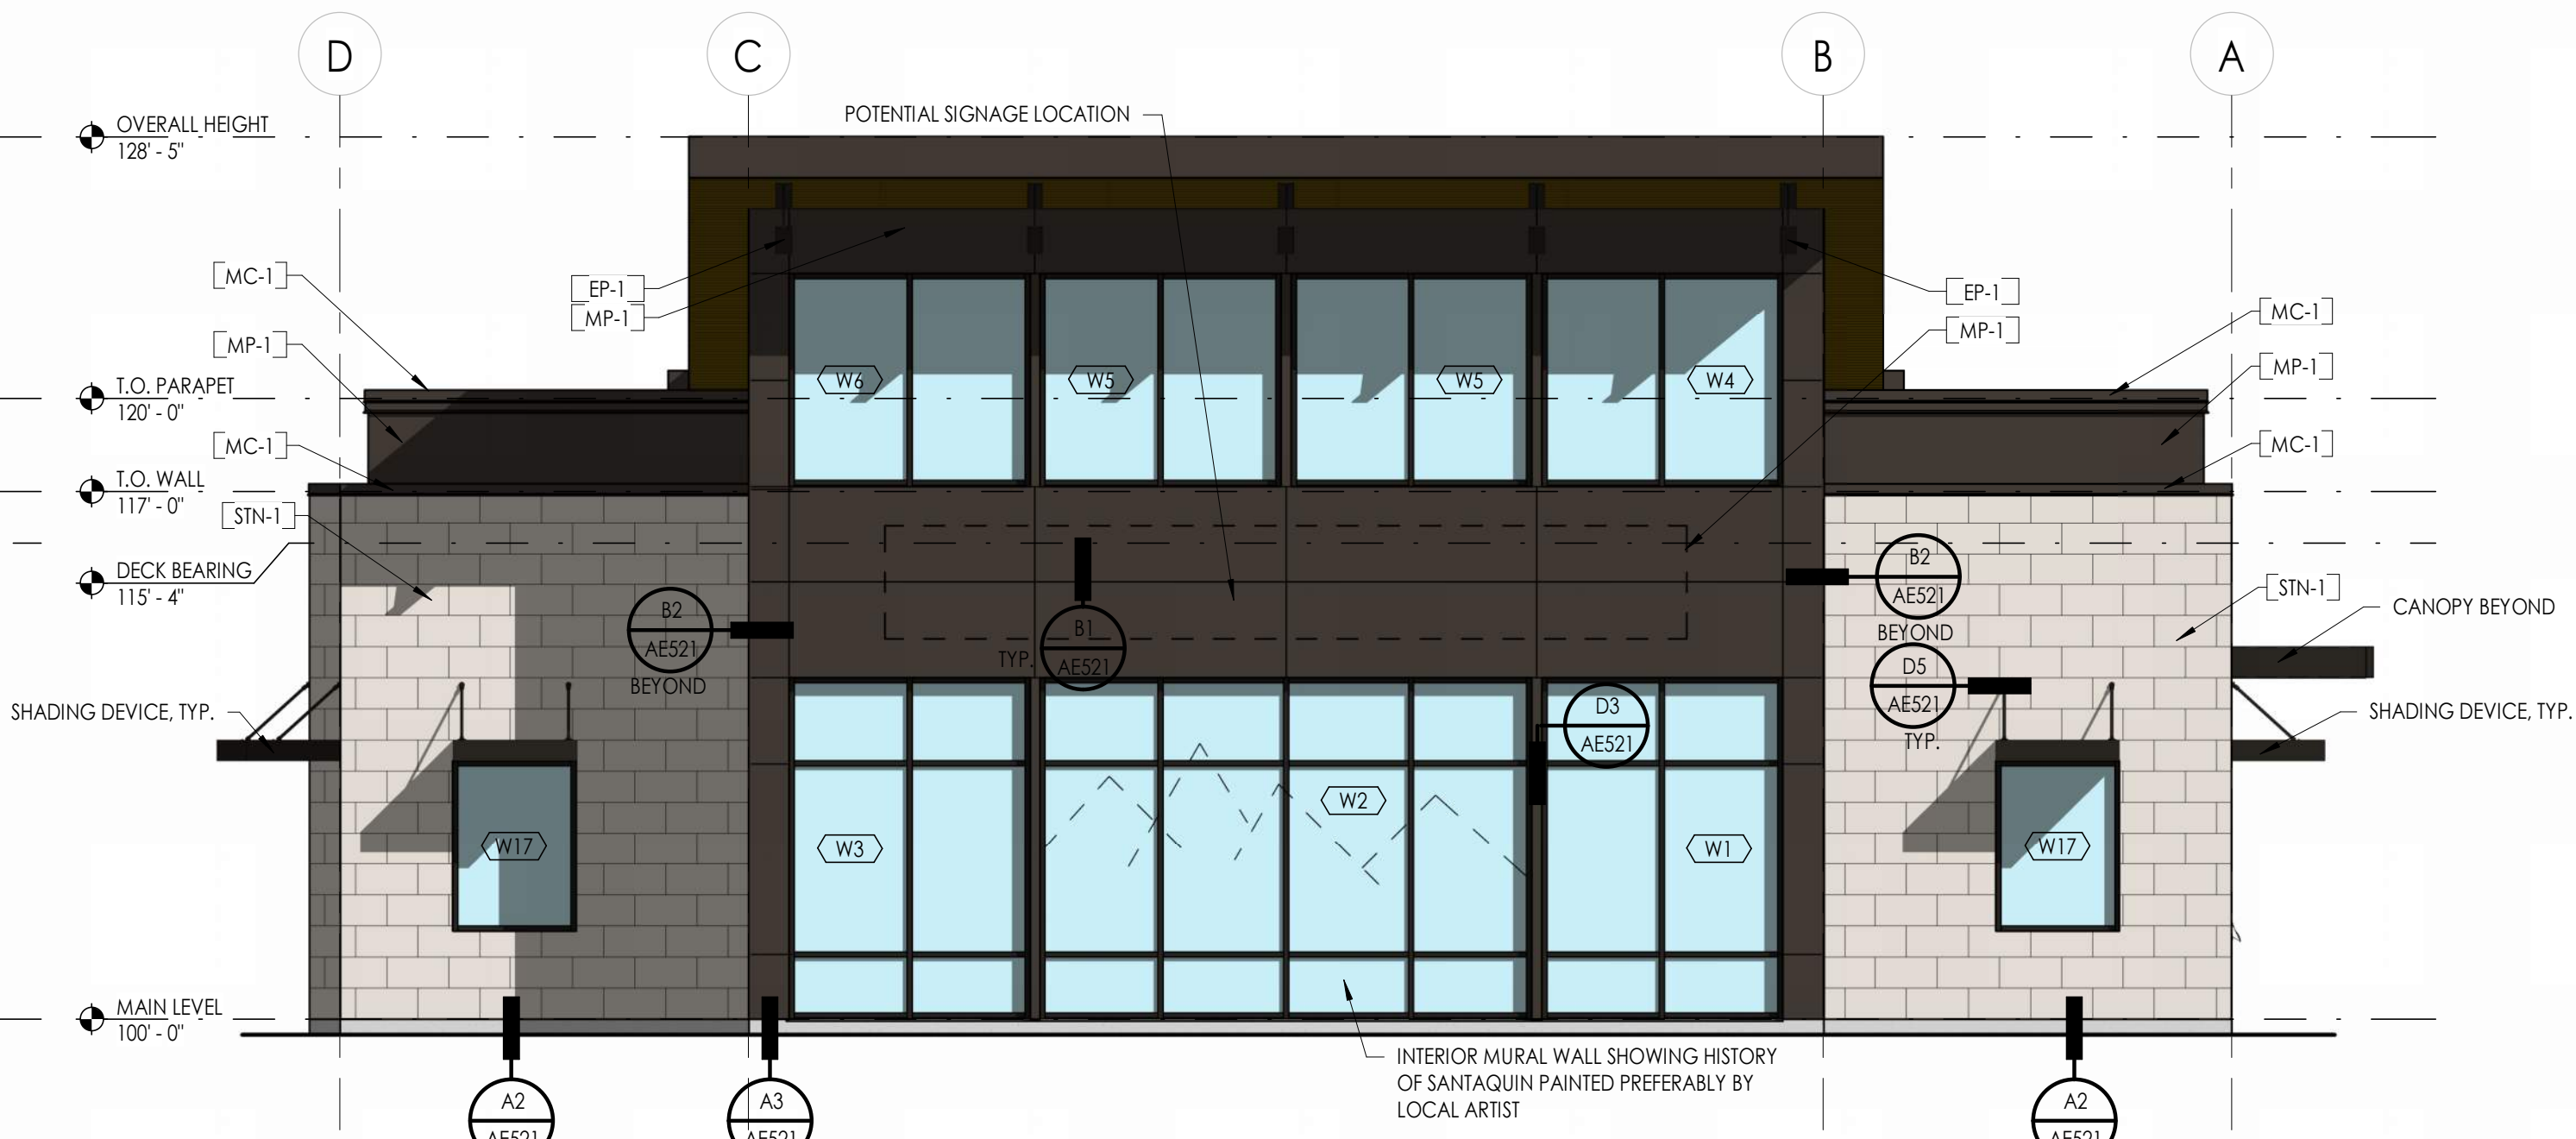 D
C
B
A
POTENTIAL SIGNAGE LOCATION
OVERALL HEIGHT
128' - 5"
[MC-1]
[EP-1]
[MP-1]
[EP-1]
[MP-1]
[MC-1]
[MP-1]
[MP-1]
[MC-1]
T.O. PARAPET
120' - 0"
W6
W5
W5
W4
[MC-1]
T.O. WALL
117' - 0"
[STN-1]
DECK BEARING
115' - 4"
B2
AE521
BEYOND
B1
AE521
TYP.
B2
AE521
BEYOND
D5
AE521
TYP.
[STN-1]
CANOPY BEYOND
SHADING DEVICE, TYP.
D3
AE521
SHADING DEVICE, TYP.
W17
W3
W2
W1
W17
MAIN LEVEL
100' - 0"
INTERIOR MURAL WALL SHOWING HISTORY
OF SANTAQUIN PAINTED PREFERABLY BY
LOCAL ARTIST
A2
AE521
A3
AE521
A2
AE521